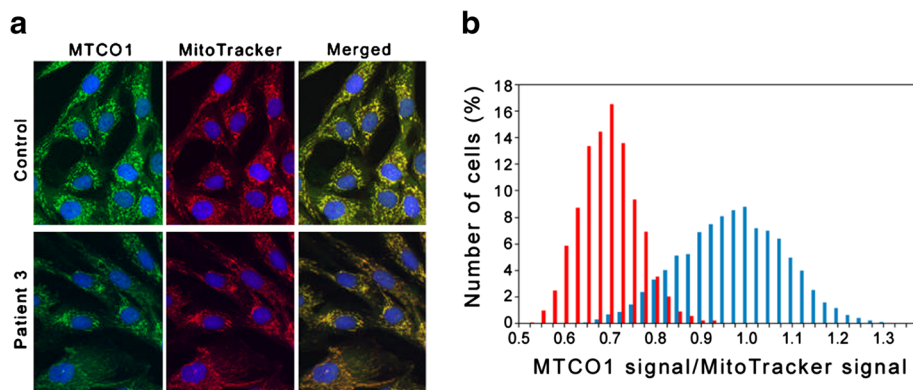 a
MTCO1 MitoTracker Merged
Control
Patient 3
b
Number of cells (%)
18
16
14
12
10
8
6
4
2
0
0.5 0.6 0.7 0.8 0.9 1.0 1.1 1.2 1.3
MTCO1 signal/MitoTracker signal